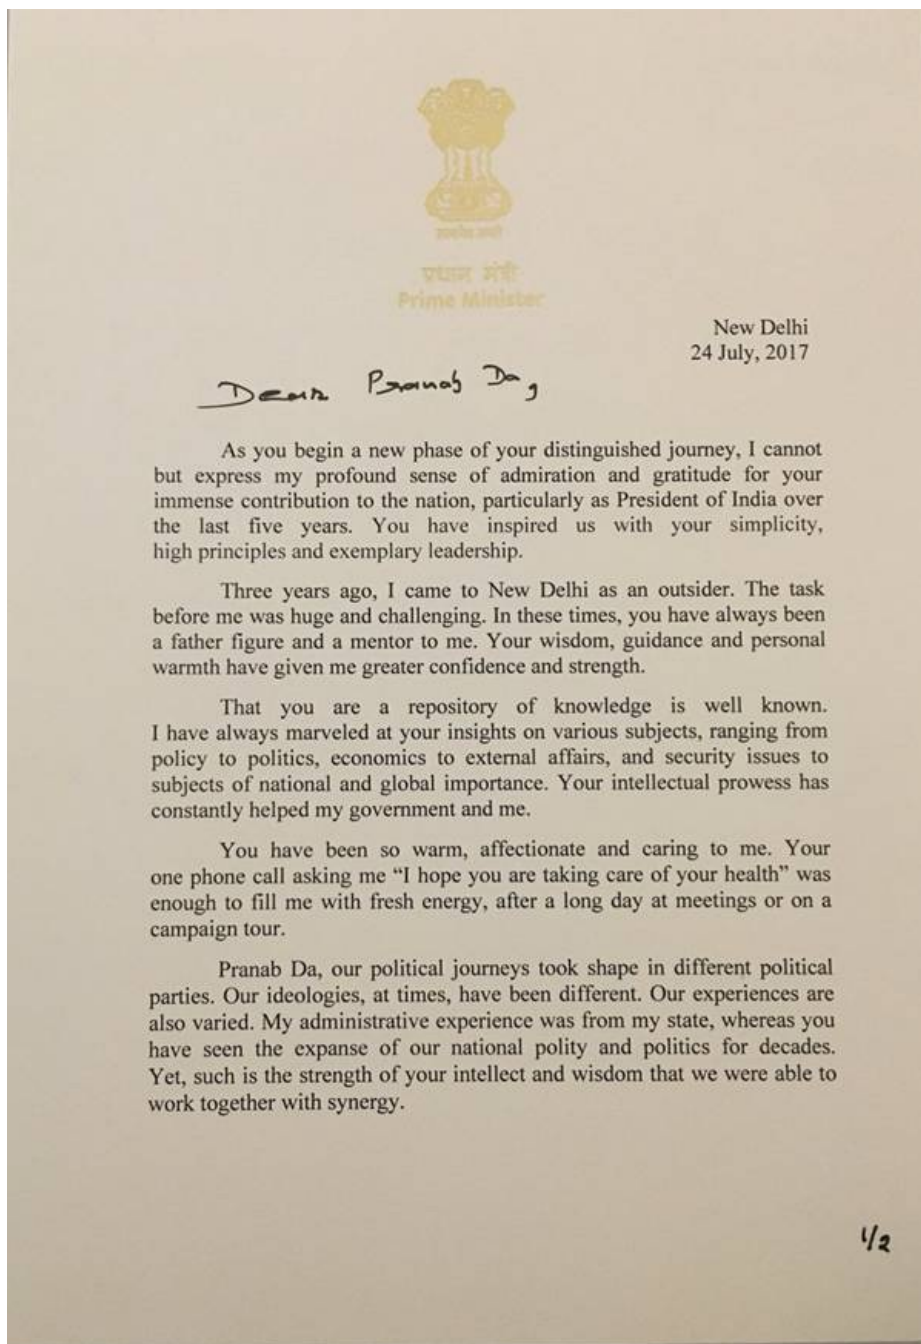 सत्यमेव जयते
प्रधान मंत्री
Prime Minister
New Delhi
24 July, 2017
Dear Pranab Da,
As you begin a new phase of your distinguished journey, I cannot
but express my profound sense of admiration and gratitude for your
immense contribution to the nation, particularly as President of India over
the last five years. You have inspired us with your simplicity,
high principles and exemplary leadership.
Three years ago, I came to New Delhi as an outsider. The task
before me was huge and challenging. In these times, you have always been
a father figure and a mentor to me. Your wisdom, guidance and personal
warmth have given me greater confidence and strength.
That you are a repository of knowledge is well known.
I have always marveled at your insights on various subjects, ranging from
policy to politics, economics to external affairs, and security issues to
subjects of national and global importance. Your intellectual prowess has
constantly helped my government and me.
You have been so warm, affectionate and caring to me. Your
one phone call asking me “I hope you are taking care of your health” was
enough to fill me with fresh energy, after a long day at meetings or on a
campaign tour.
Pranab Da, our political journeys took shape in different political
parties. Our ideologies, at times, have been different. Our experiences are
also varied. My administrative experience was from my state, whereas you
have seen the expanse of our national polity and politics for decades.
Yet, such is the strength of your intellect and wisdom that we were able to
work together with synergy.
1/2